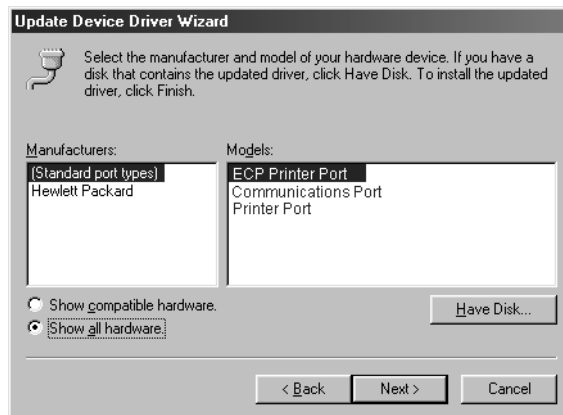 Update Device Driver Wizard
Select the manufacturer and model of your hardware device. If you have a
disk that contains the updated driver, click Have Disk. To install the updated
driver, click Finish.
Manufacturers:
(Standard port types)
Hewlett Packard
Models:
ECP Printer Port
Communications Port
Printer Port
Show compatible hardware.
Show all hardware.
Have Disk...
< Back
Next >
Cancel